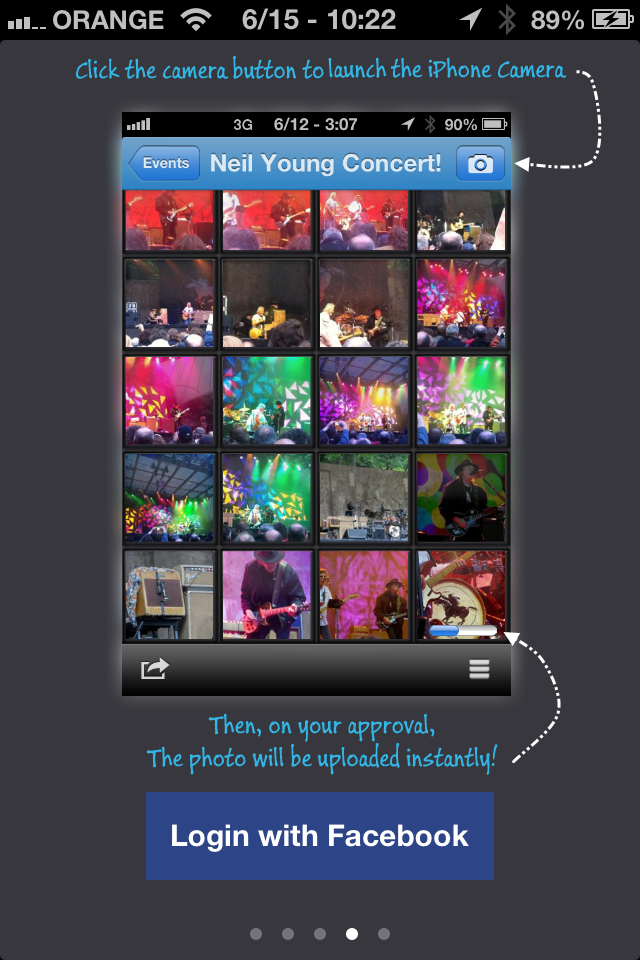 ORANGE 6/15 - 10:22 89%
Click the camera button to launch the iPhone Camera
3G 6/12 - 3:07 90%
Events Neil Young Concert!
Then, on your approval,
The photo will be uploaded instantly!
Login with Facebook